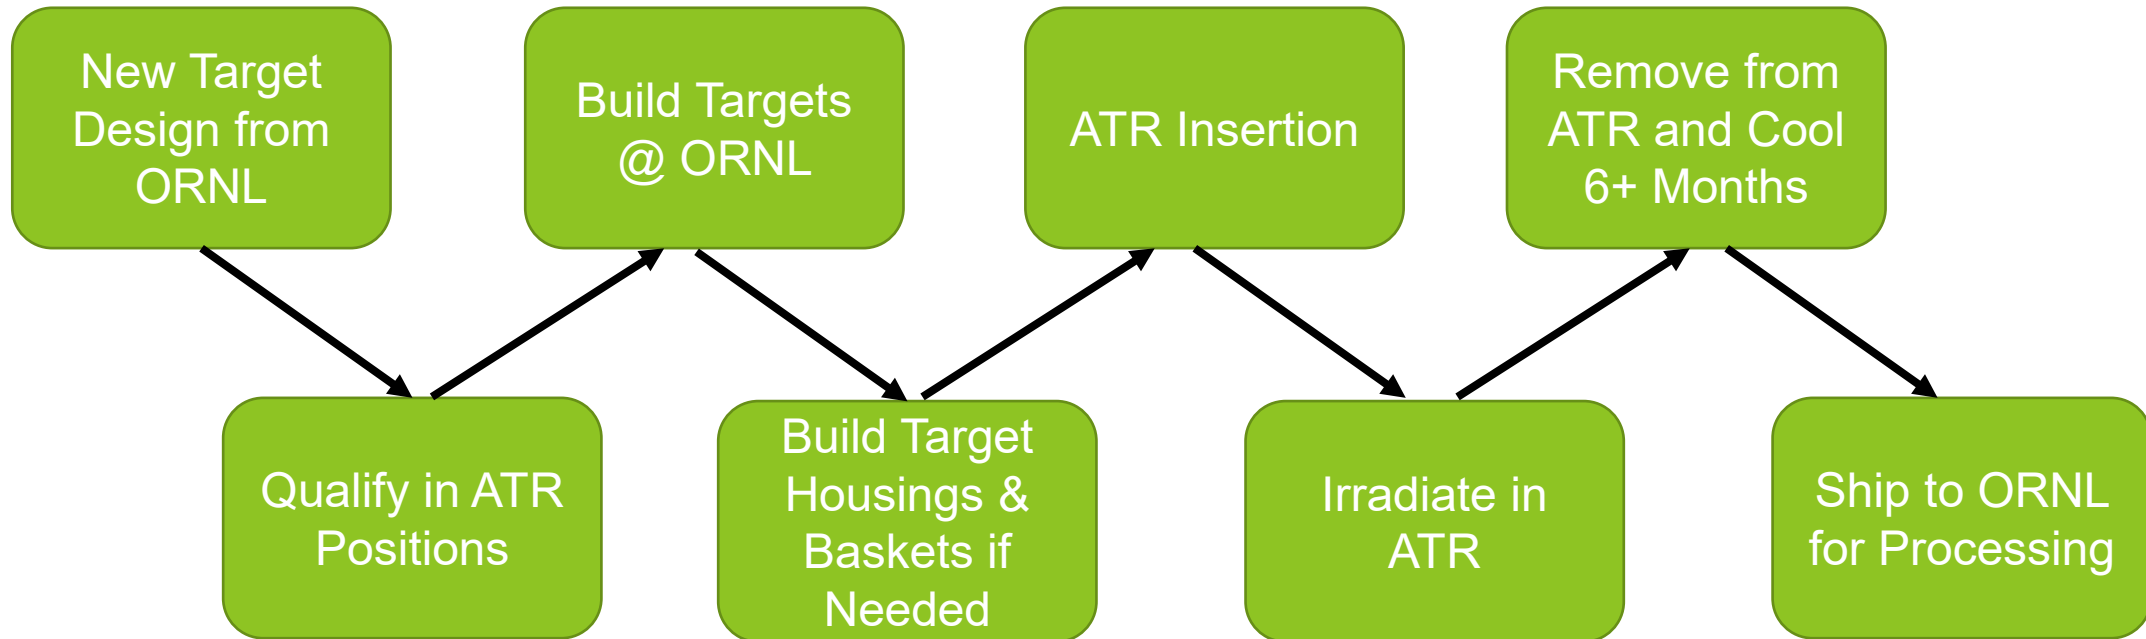 New Target
Design from
ORNL
Qualify in ATR
Positions
Build Targets
@ ORNL
Build Target
Housings &
Baskets if
Needed
ATR Insertion
Irradiate in
ATR
Remove from
ATR and Cool
6+ Months
Ship to ORNL
for Processing